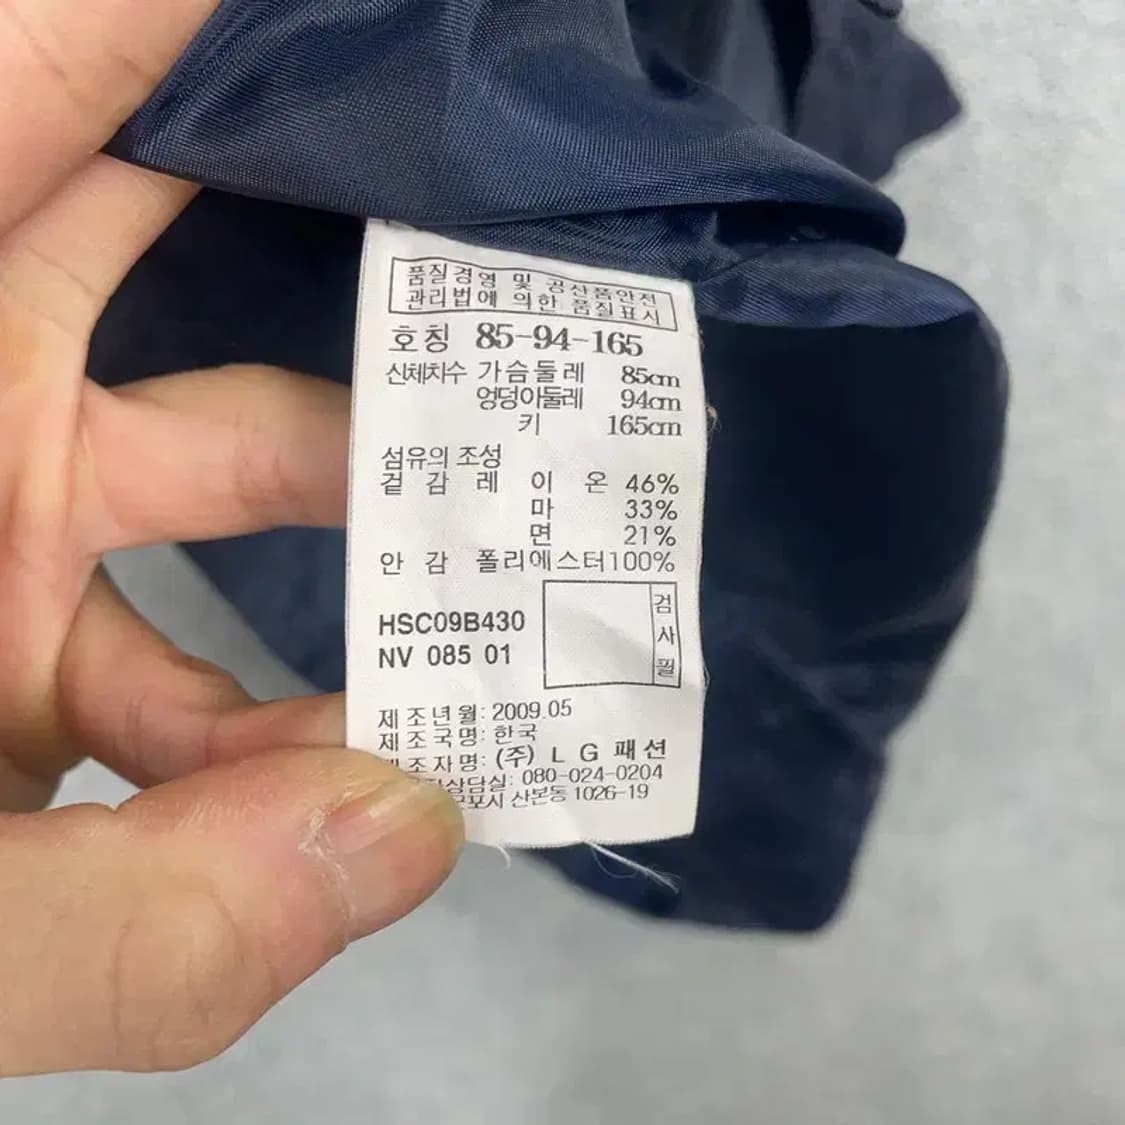 품질경영 및 공산품안전
관리법에 의한 품질표시
호칭 85-94-165
신체치수 가슴둘레 85cm
엉덩이둘레 94cm
키 165cm
섬유의 조성
겉감 레이온 46%
마 33%
면 21%
안감 폴리에스터100%
HSC09B430
NV 085 01
검사필
제조년월: 2009.05
제조국명: 한국
조자명: (주) L G 패션
상담실: 080-024-0204
포시 산본동 1026-19